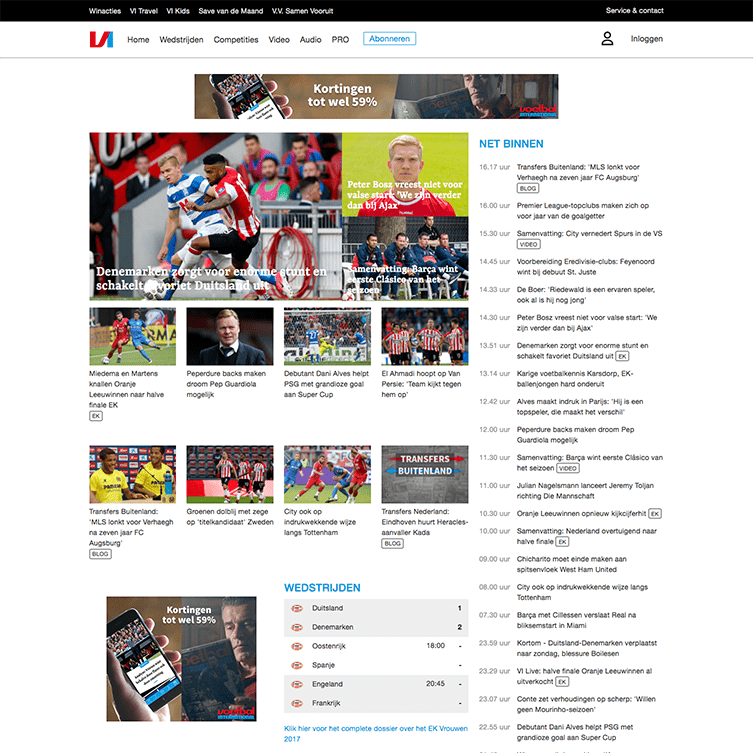 Winacties VI Travel VI Kids Save van de Maand V.V. Samen Vooruit Service & contact
VI Home Wedstrijden Competities Video Audio PRO Abonneren Inloggen
Kortingen
tot wel 59%
voetbal
INTERNATIONAL
Denemarken zorgt voor enorme stunt en
schakelt favoriet Duitsland uit
Peter Bosz vreest niet voor
valse start: 'We zijn verder
dan bij Ajax'
Samenvatting: Barça wint
eerste Clásico van het
seizoen
Miedema en Martens
knallen Oranje
Leeuwinnen naar halve
finale EK
EK
Peperdure backs maken
droom Pep Guardiola
mogelijk
Debutant Dani Alves helpt
PSG met grandioze goal
aan Super Cup
El Ahmadi hoopt op Van
Persie: 'Team kijkt tegen
hem op'
Transfers Buitenland:
'MLS lonkt voor Verhaegh
na zeven jaar FC
Augsburg'
BLOG
Groenen dolblij met zege
op 'titelkandidaat' Zweden
City ook op
indrukwekkende wijze
langs Tottenham
TRANSFERS
BUITENLAND
Transfers Nederland:
Eindhoven huurt Heracles-
aanvaller Kada
BLOG
Kortingen
tot wel 59%
voetbal
INTERNATIONAL
WEDSTRIJDEN
Duitsland 1
Denemarken 2
Oostenrijk 18:00 -
Spanje -
Engeland 20:45 -
Frankrijk -
Klik hier voor het complete dossier over het EK Vrouwen
2017
NET BINNEN
16.17 uur Transfers Buitenland: 'MLS lonkt voor
Verhaegh na zeven jaar FC Augsburg'
BLOG
16.00 uur Premier League-topclubs maken zich op
voor jaar van de goalgetter
15.30 uur Samenvatting: City vernedert Spurs in de VS
VIDEO
14.45 uur Voorbereiding Eredivisie-clubs: Feyenoord
wint bij debuut St. Juste
14.33 uur De Boer: 'Riedewald is een ervaren speler,
ook al is hij nog jong'
14.30 uur Peter Bosz vreest niet voor valse start: 'We
zijn verder dan bij Ajax'
13.51 uur Denemarken zorgt voor enorme stunt en
schakelt favoriet Duitsland uit EK
13.14 uur Karige voetbalkennis Karsdorp, EK-
ballenjongen hard onderuit
12.42 uur Alves maakt indruk in Parijs: 'Hij is een
topspeler, die maakt het verschil'
12.00 uur Peperdure backs maken droom Pep
Guardiola mogelijk
11.30 uur Samenvatting: Barça wint eerste Clásico van
het seizoen VIDEO
11.00 uur Julian Nagelsmann lanceert Jeremy Toljan
richting Die Mannschaft
10.30 uur Oranje Leeuwinnen opnieuw kijkcijferhit EK
10.00 uur Samenvatting: Nederland overtuigend naar
halve finale EK
09.00 uur Chicharito moet einde maken aan
spitsenvloek West Ham United
08.00 uur City ook op indrukwekkende wijze langs
Tottenham
07.30 uur Barça met Cillessen verslaat Real na
bliksemstart in Miami
23.59 uur Kortom - Duitsland-Denemarken verplaatst
naar zondag, blessure Boilesen
23.29 uur VI Live: halve finale Oranje Leeuwinnen al
uitverkocht EK
23.07 uur Conte zet verhoudingen op scherp: 'Willen
geen Mourinho-seizoen'
22.55 uur Debutant Dani Alves helpt PSG met
grandioze goal aan Super Cup